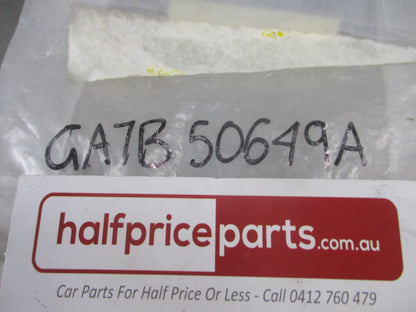 GA7B 50649A
halfpriceparts.com.au
Car Parts For Half Price Or Less - Call 0412 760 479